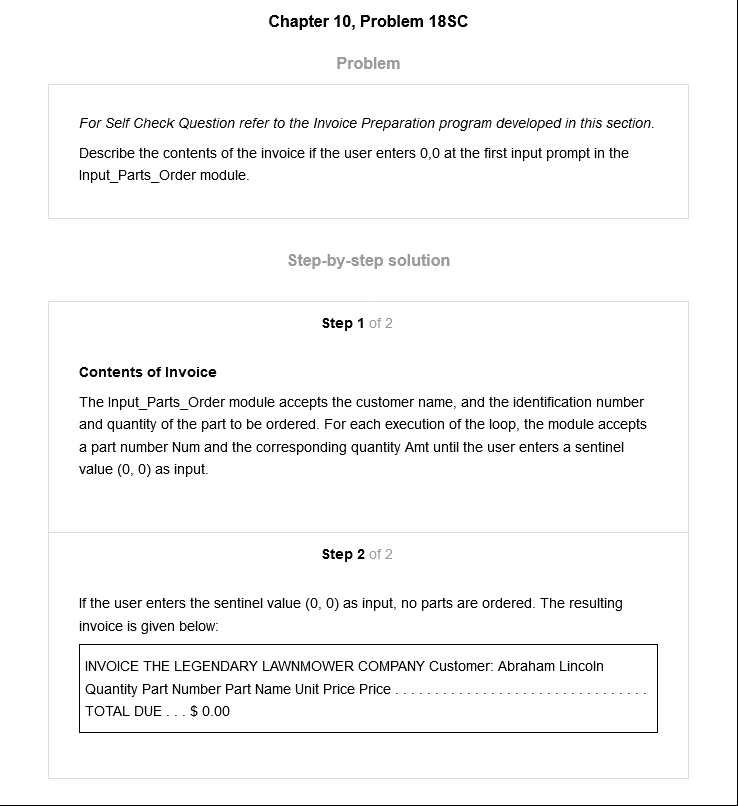 Chapter 10, Problem 18SC
Problem
For Self Check Question refer to the Invoice Preparation program developed in this section.
Describe the contents of the invoice if the user enters 0,0 at the first input prompt in the
Input_Parts_Order module.
Step-by-step solution
Step 1 of 2
Contents of Invoice
The Input_Parts_Order module accepts the customer name, and the identification number
and quantity of the part to be ordered. For each execution of the loop, the module accepts
a part number Num and the corresponding quantity Amt until the user enters a sentinel
value (0, 0) as input.
Step 2 of 2
If the user enters the sentinel value (0, 0) as input, no parts are ordered. The resulting
invoice is given below:
INVOICE THE LEGENDARY LAWNMOWER COMPANY Customer: Abraham Lincoln
Quantity Part Number Part Name Unit Price Price . . . . . . . . . . . . . . . . . . . . . . . . . . . . . . . .
TOTAL DUE . . . $ 0.00